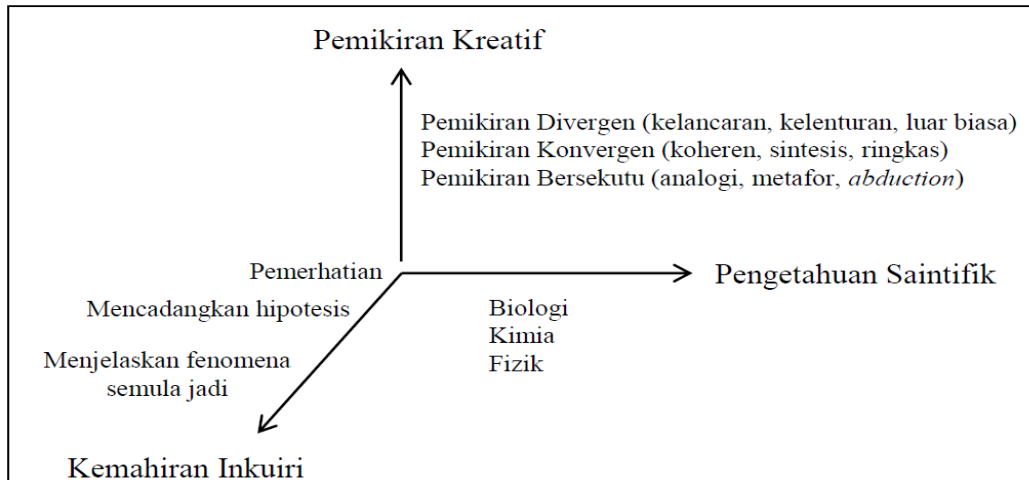 Pemikiran Kreatif
Pemikiran Divergen (kelancaran, kelenturan, luar biasa)
Pemikiran Konvergen (koheren, sintesis, ringkas)
Pemikiran Bersekutu (analogi, metafor, abduction)
Pemerhatian
Pengetahuan Saintifik
Mencadangkan hipotesis
Biologi
Kimia
Fizik
Menjelaskan fenomena
semula jadi
Kemahiran Inkuiri